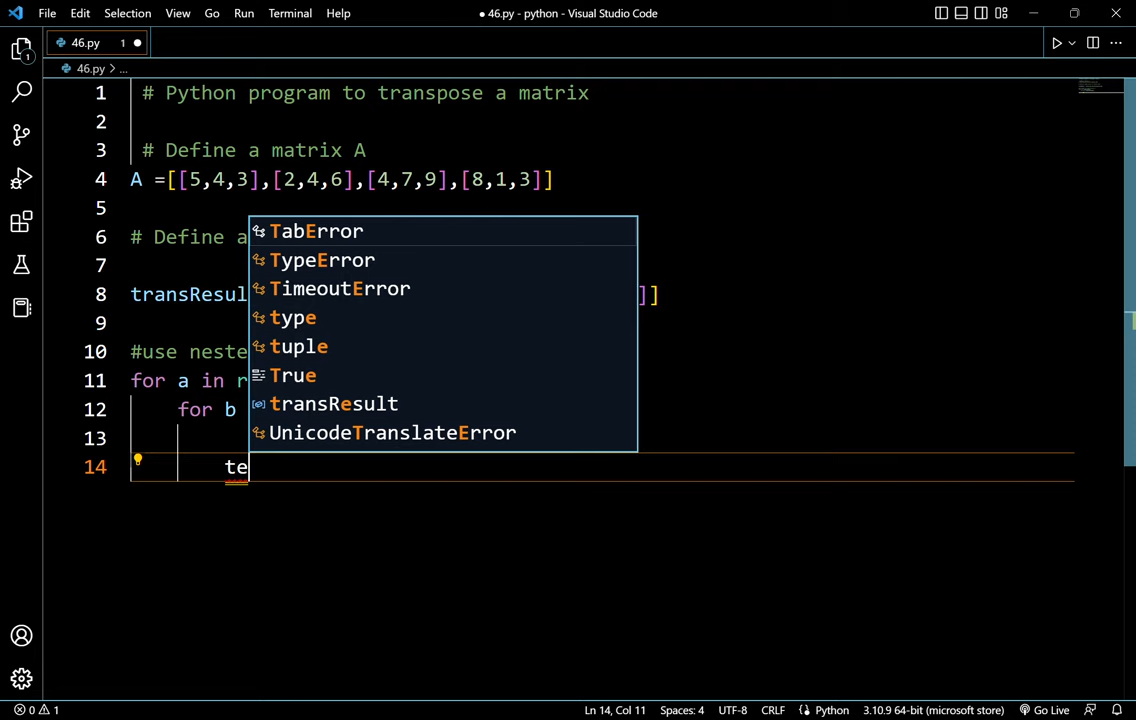 File Edit Selection View Go Run Terminal Help
46.py - python - Visual Studio Code
46.py 1
46.py > ...
1 # Python program to transpose a matrix
2
3 # Define a matrix A
4 A =[[5,4,3],[2,4,6],[4,7,9],[8,1,3]]
5
6 # Define a
7
8 transResul ]]
9
10 #use neste
11 for a in r
12 for b
13
14 te
TabError
TypeError
TimeoutError
type
tuple
True
transResult
UnicodeTranslateError
1
0 1 Ln 14, Col 11 Spaces: 4 UTF-8 CRLF {} Python 3.10.9 64-bit (microsoft store) Go Live